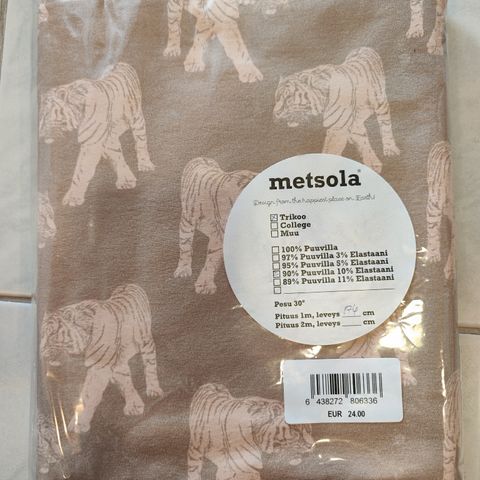 metsola®
Design from the happiest place on Earth!
☒ Trikoo
☐ College
☐ Muu
☐ 100% Puuvilla
☐ 97% Puuvilla 3% Elastaani
☐ 95% Puuvilla 5% Elastaani
☒ 90% Puuvilla 10% Elastaani
☐ 89% Puuvilla 11% Elastaani
☐
Pesu 30°
Pituus 1m, leveys ___ cm
Pituus 2m, leveys ___ cm
6 438272 806336
EUR 24.00